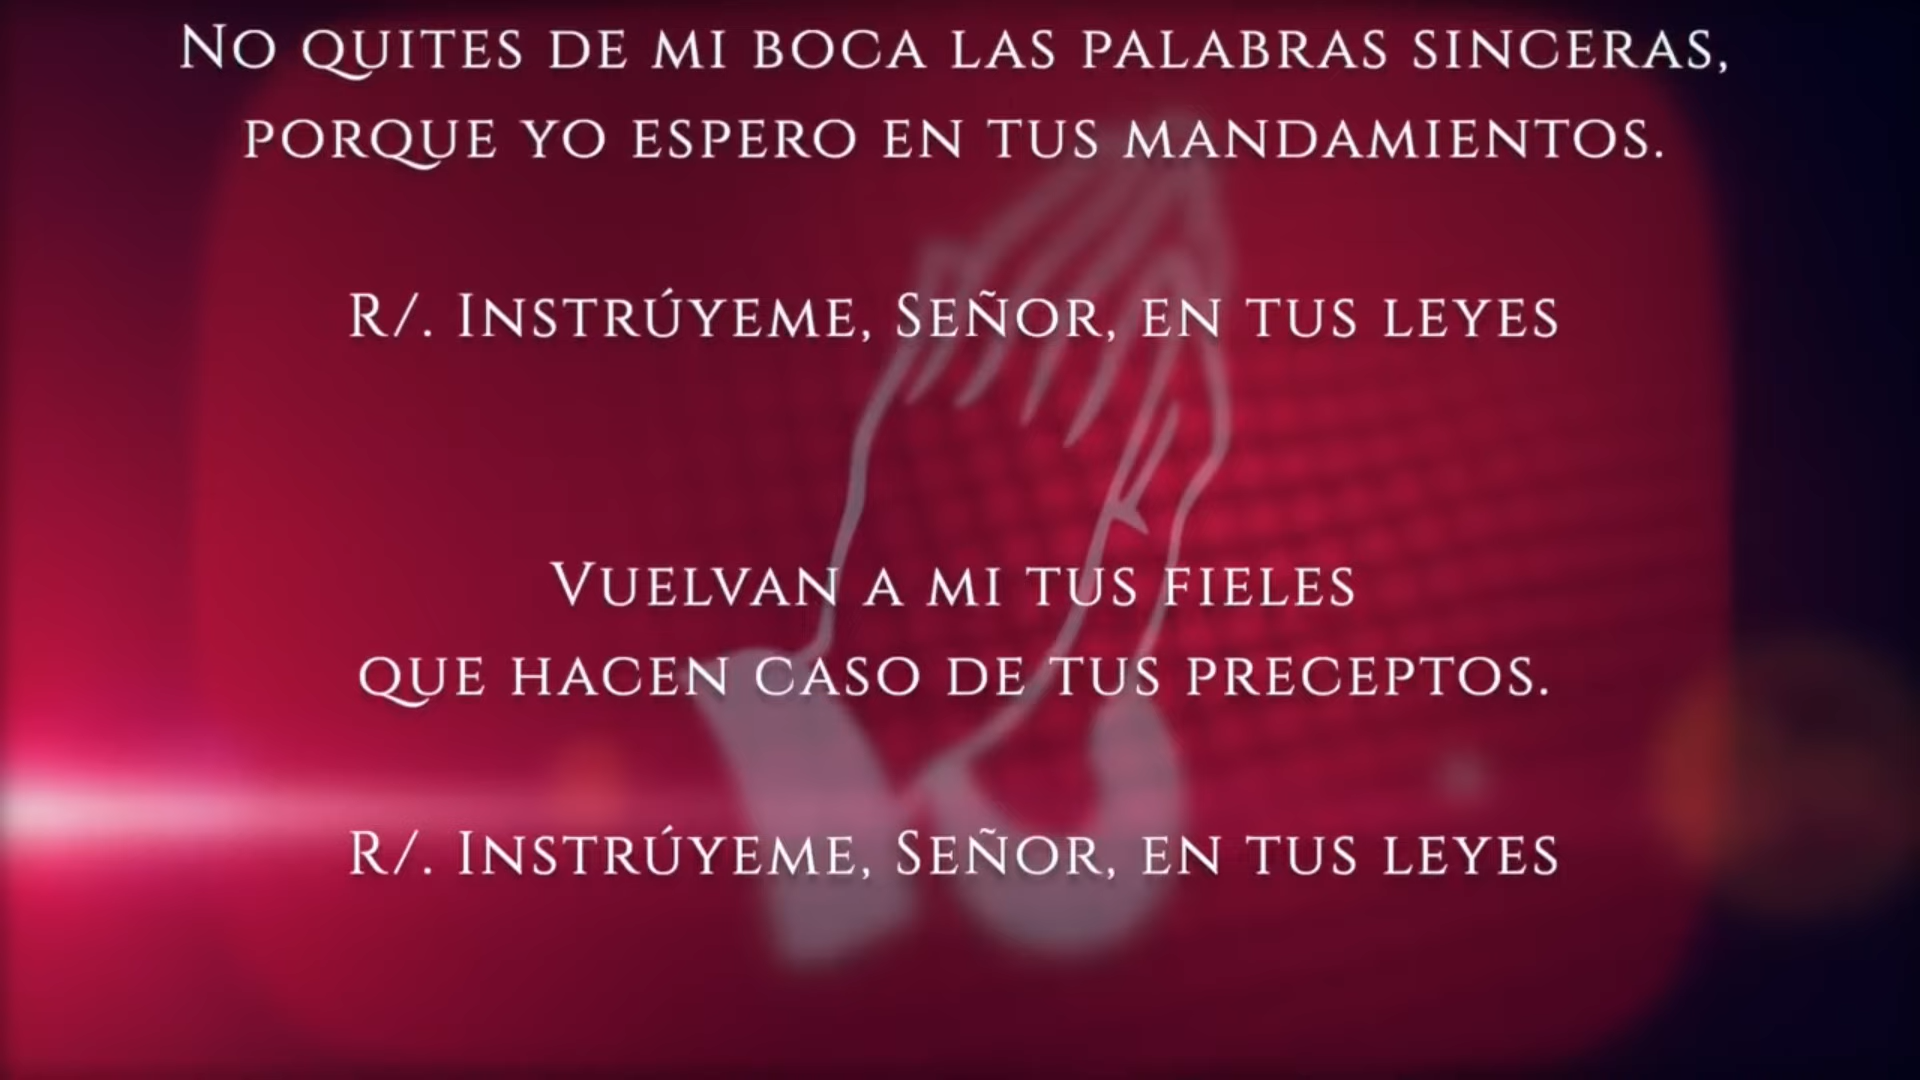 No quites de mi boca las palabras sinceras,
porque yo espero en tus mandamientos.
R/. Instrúyeme, Señor, en tus leyes
Vuelvan a mi tus fieles
que hacen caso de tus preceptos.
R/. Instrúyeme, Señor, en tus leyes